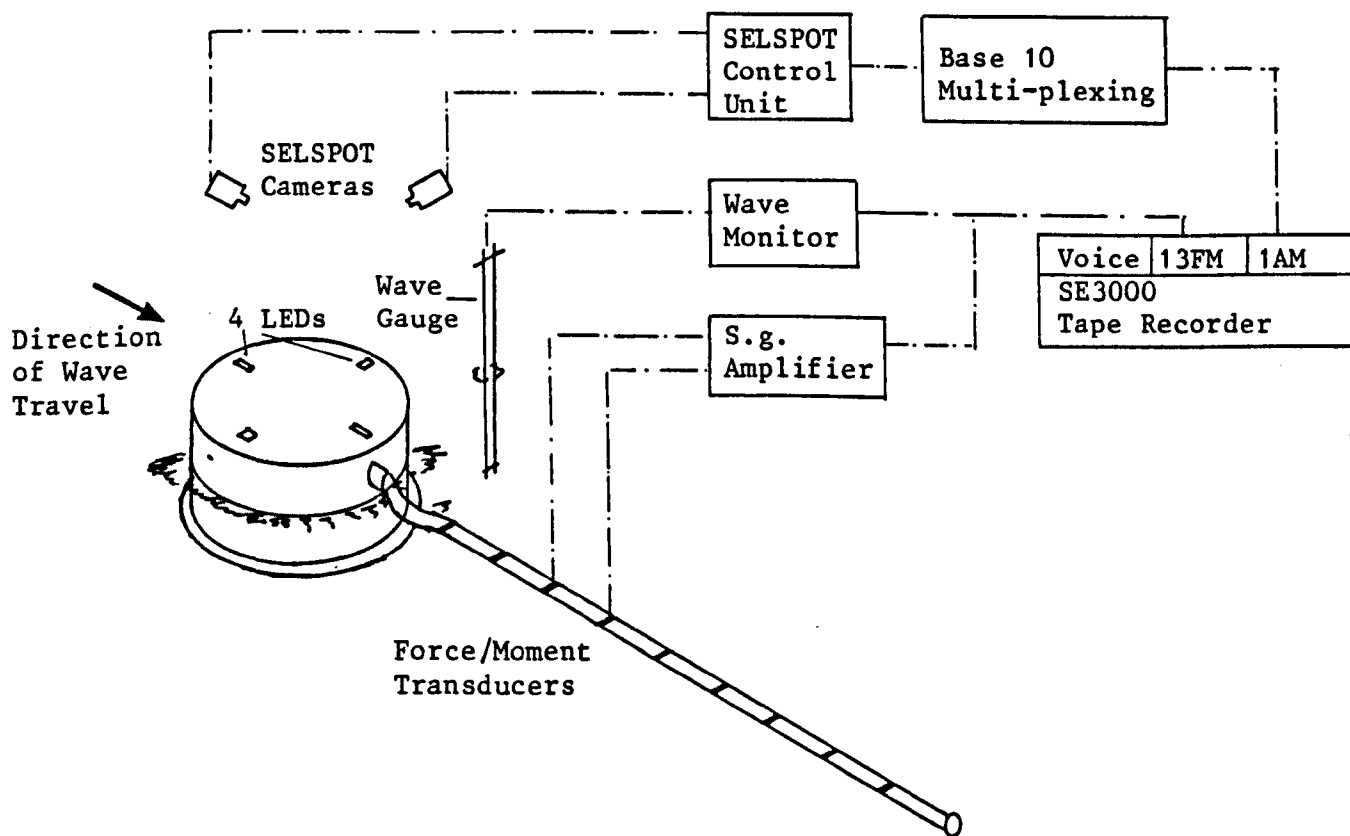 SELSPOT
Control
Unit
Base 10
Multi-plexing
SELSPOT
Cameras
Wave
Monitor
Voice 13FM 1AM
SE3000
Tape Recorder
Wave
Gauge
4 LEDs
Direction
of Wave
Travel
S.g.
Amplifier
Force/Moment
Transducers